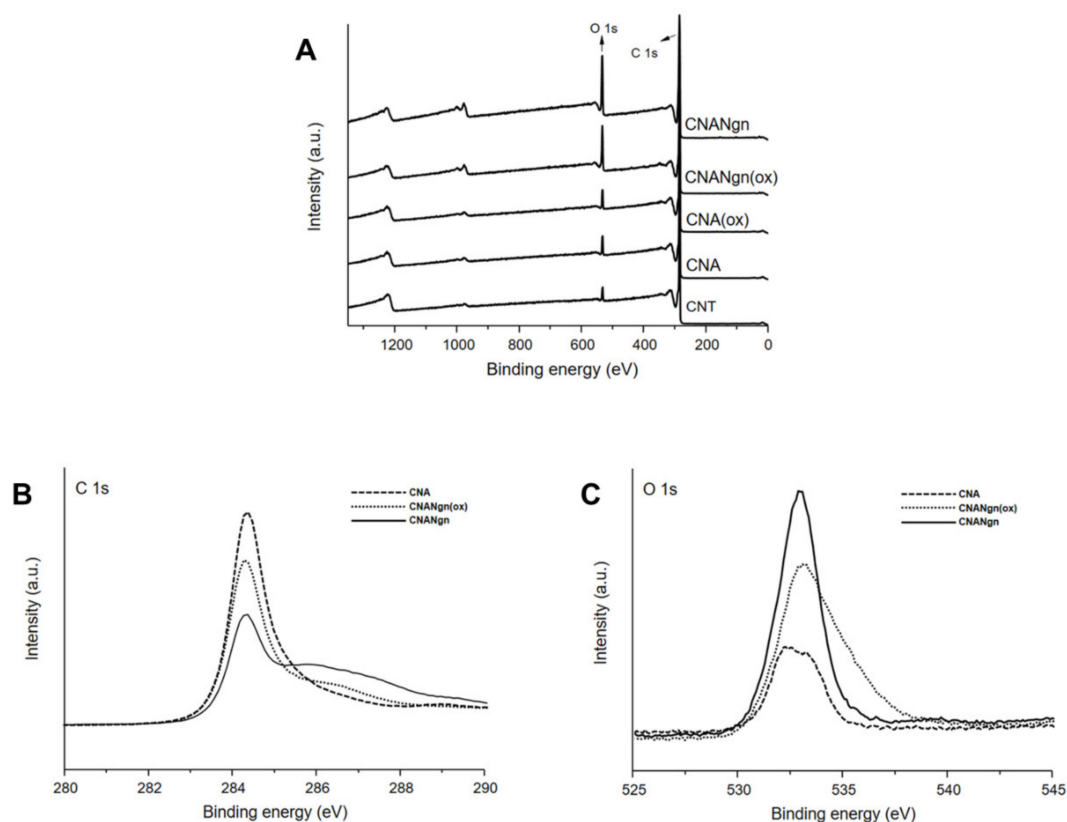 A
O 1s
C 1s
CNANgn
CNANgn(ox)
CNA(ox)
CNA
CNT
Intensity (a.u.)
1200 1000 800 600 400 200 0
Binding energy (eV)
B
C 1s
CNA
CNANgn(ox)
CNANgn
Intensity (a.u.)
280 282 284 286 288 290
Binding energy (eV)
C
O 1s
CNA
CNANgn(ox)
CNANgn
Intensity (a.u.)
525 530 535 540 545
Binding energy (eV)